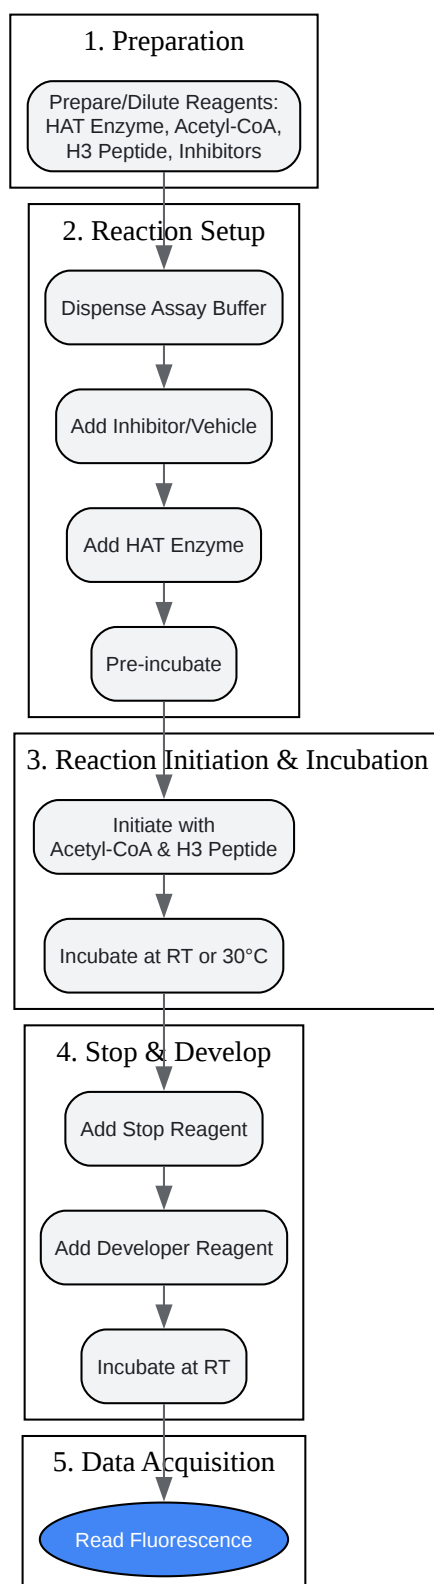 1. Preparation
Prepare/Dilute Reagents:
HAT Enzyme, Acetyl-CoA,
H3 Peptide, Inhibitors
2. Reaction Setup
Dispense Assay Buffer
Add Inhibitor/Vehicle
Add HAT Enzyme
Pre-incubate
3. Reaction Initiation & Incubation
Initiate with
Acetyl-CoA & H3 Peptide
Incubate at RT or 30°C
4. Stop & Develop
Add Stop Reagent
Add Developer Reagent
Incubate at RT
5. Data Acquisition
Read Fluorescence